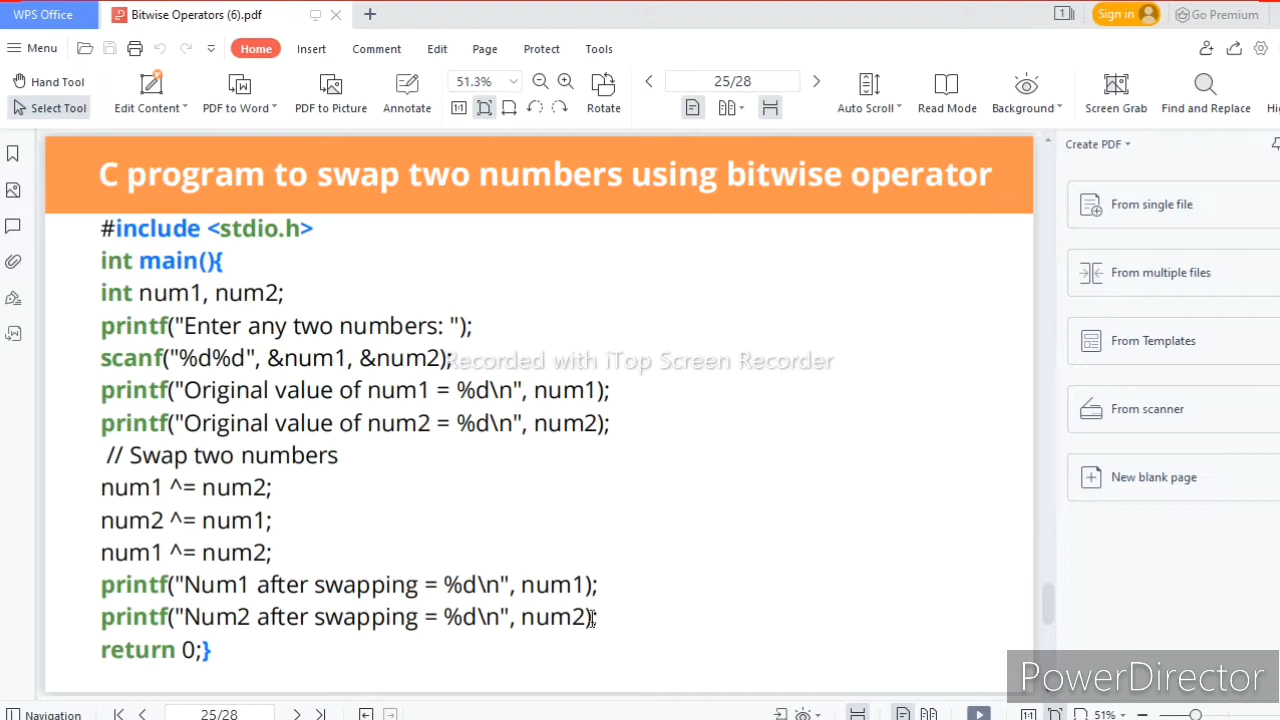 WPS Office
Bitwise Operators (6).pdf
1
Sign in
Go Premium
Menu
Home
Insert
Comment
Edit
Page
Protect
Tools
Hand Tool
Select Tool
Edit Content
PDF to Word
PDF to Picture
Annotate
51.3%
1:1
Rotate
25/28
Auto Scroll
Read Mode
Background
Screen Grab
Find and Replace
Create PDF
From single file
From multiple files
From Templates
From scanner
New blank page
C program to swap two numbers using bitwise operator
#include <stdio.h>
int main(){
int num1, num2;
printf("Enter any two numbers: ");
scanf("%d%d", &num1, &num2);
Recorded with iTop Screen Recorder
printf("Original value of num1 = %d\n", num1);
printf("Original value of num2 = %d\n", num2);
// Swap two numbers
num1 ^= num2;
num2 ^= num1;
num1 ^= num2;
printf("Num1 after swapping = %d\n", num1);
printf("Num2 after swapping = %d\n", num2)
return 0;}
PowerDirector
Navigation
25/28
1:1
51%